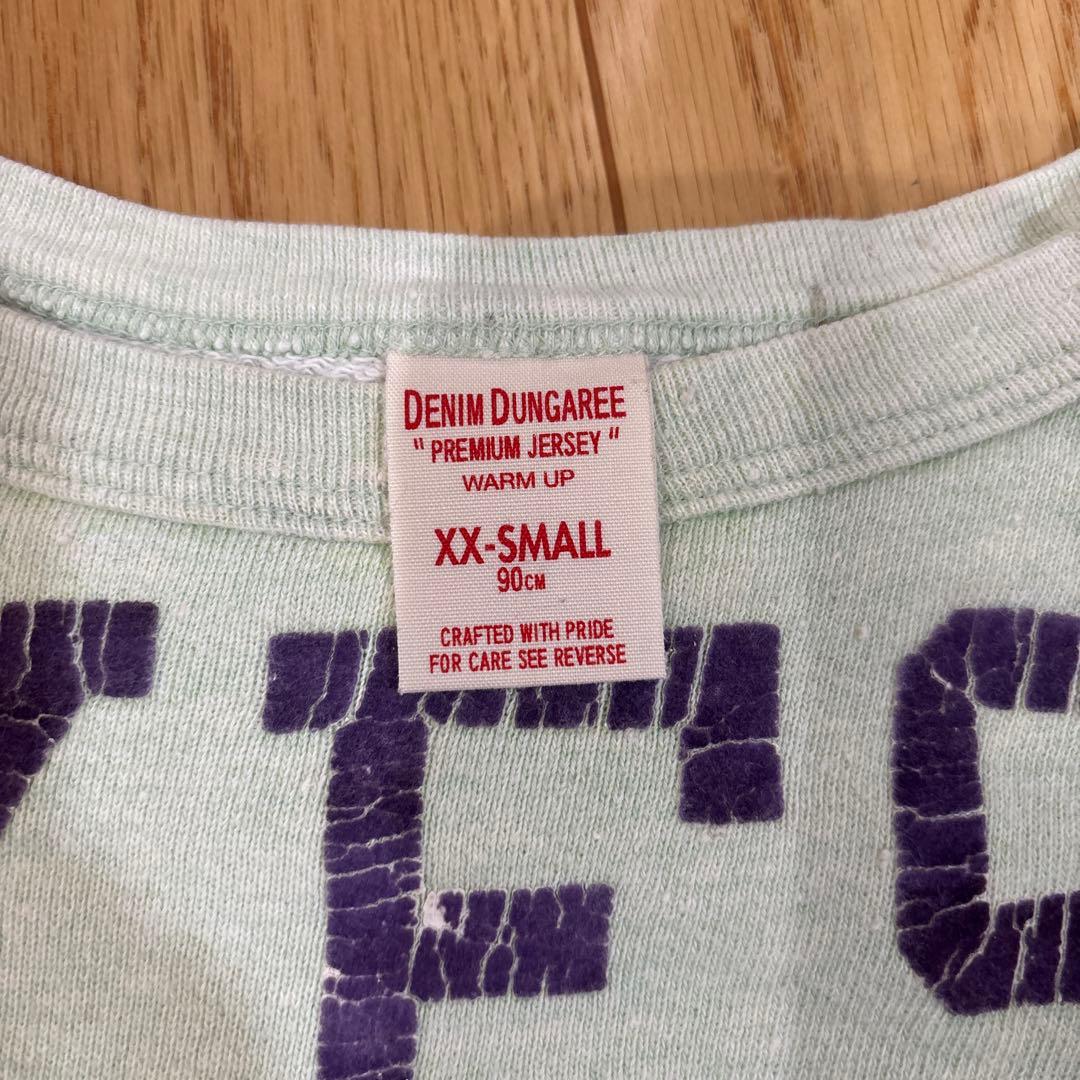 DENIM DUNGAREE
" PREMIUM JERSEY "
WARM UP
XX-SMALL
90CM
CRAFTED WITH PRIDE
FOR CARE SEE REVERSE